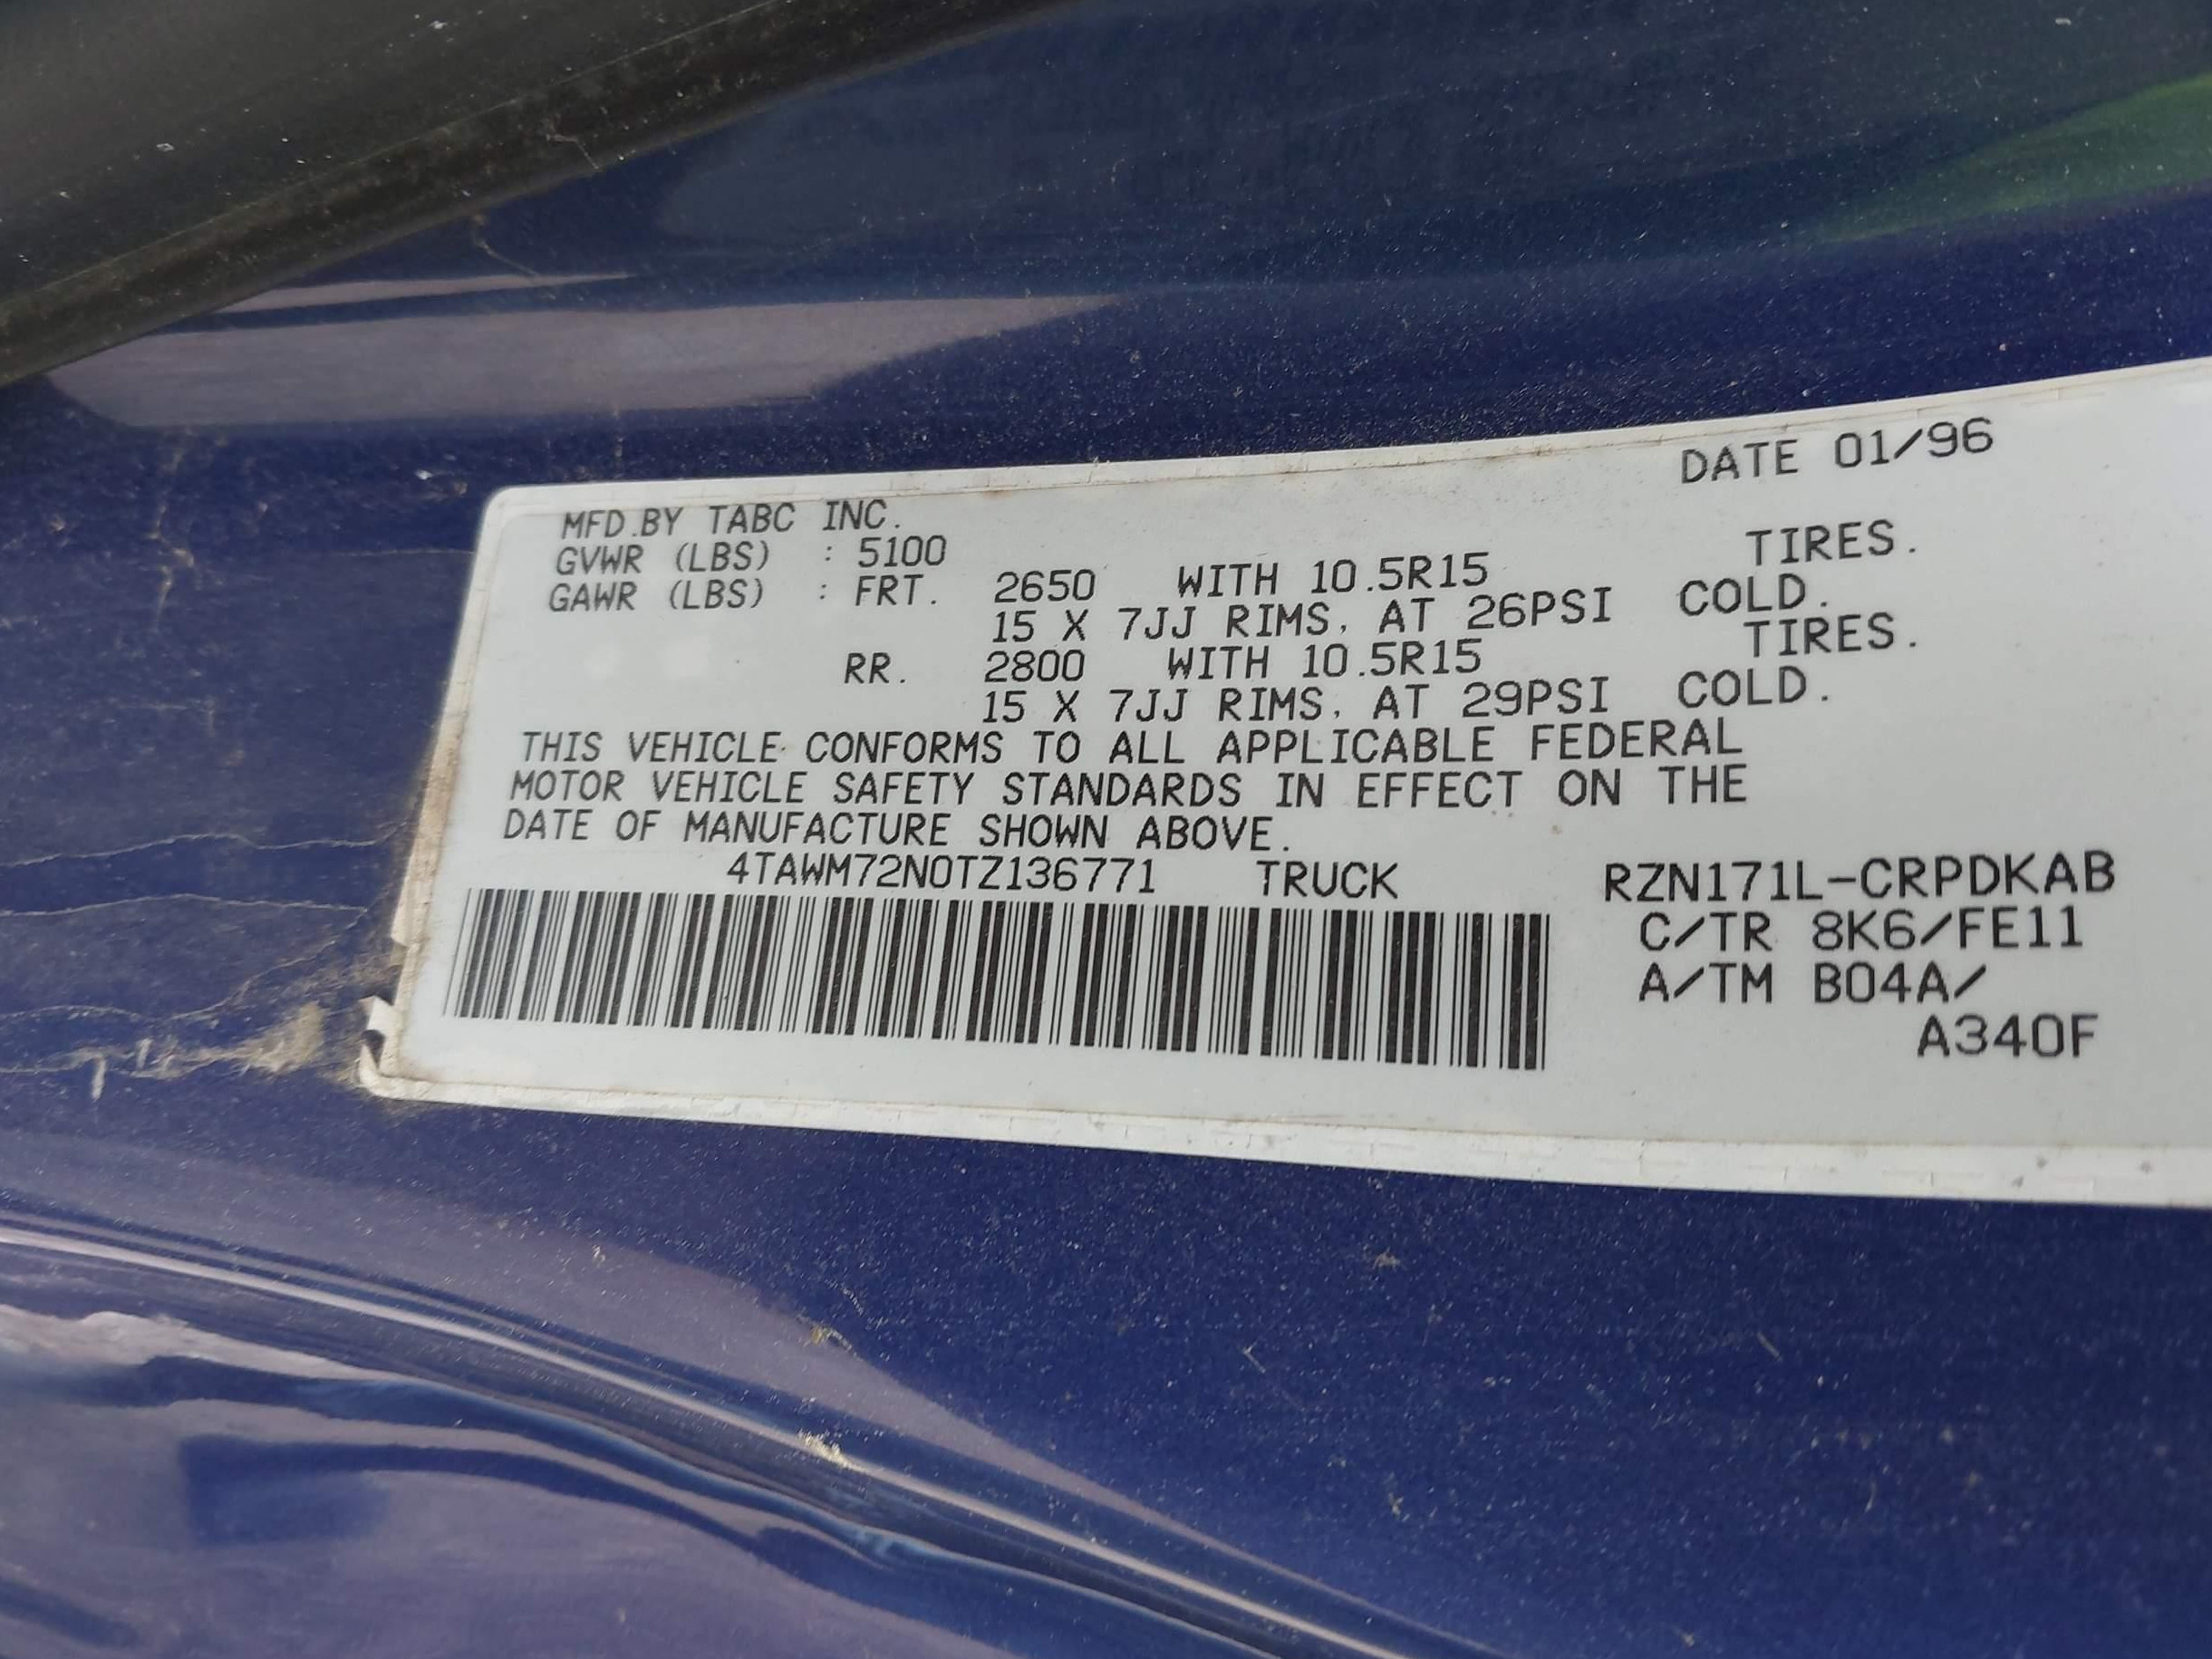 DATE 01/96
MFD.BY TABC INC.
GVWR (LBS) : 5100
GAWR (LBS) : FRT. 2650 WITH 10.5R15 TIRES.
15 X 7JJ RIMS, AT 26PSI COLD.
RR. 2800 WITH 10.5R15 TIRES.
15 X 7JJ RIMS, AT 29PSI COLD.
THIS VEHICLE CONFORMS TO ALL APPLICABLE FEDERAL
MOTOR VEHICLE SAFETY STANDARDS IN EFFECT ON THE
DATE OF MANUFACTURE SHOWN ABOVE.
4TAWM72N0TZ136771 TRUCK RZN171L-CRPDKAB
C/TR 8K6/FE11
A/TM B04A/
A340F